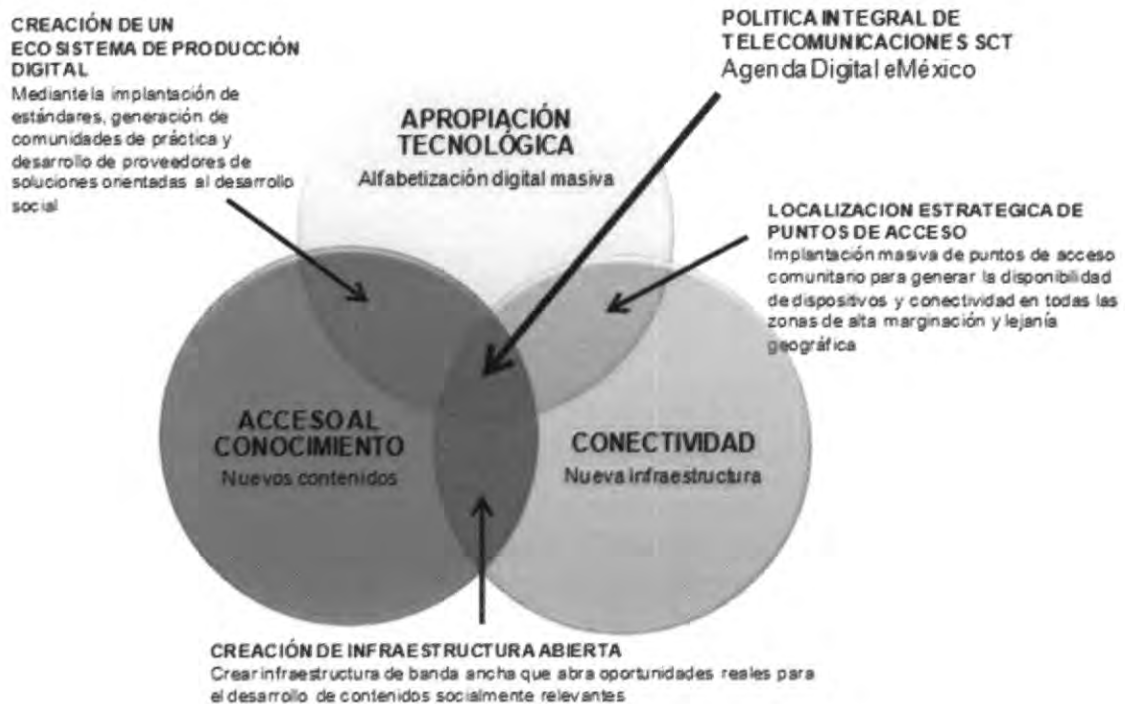 CREACIÓN DE UN
ECO SISTEMA DE PRODUCCIÓN
DIGITAL
Mediante la implantación de
estándares, generación de
comunidades de práctica y
desarrollo de proveedores de
soluciones orientadas al desarrollo
social
POLITICA INTEGRAL DE
TELECOMUNICACIONES SCT
Agenda Digital eMéxico
APROPIACIÓN
TECNOLÓGICA
Alfabetización digital masiva
LOCALIZACION ESTRATEGICA DE
PUNTOS DE ACCESO
Implantación masiva de puntos de acceso
comunitario para generar la disponibilidad
de dispositivos y conectividad en todas las
zonas de alta marginación y lejanía
geográfica
ACCESO AL
CONOCIMIENTO
Nuevos contenidos
CONECTIVIDAD
Nueva infraestructura
CREACIÓN DE INFRAESTRUCTURA ABIERTA
Crear infraestructura de banda ancha que abra oportunidades reales para
el desarrollo de contenidos socialmente relevantes